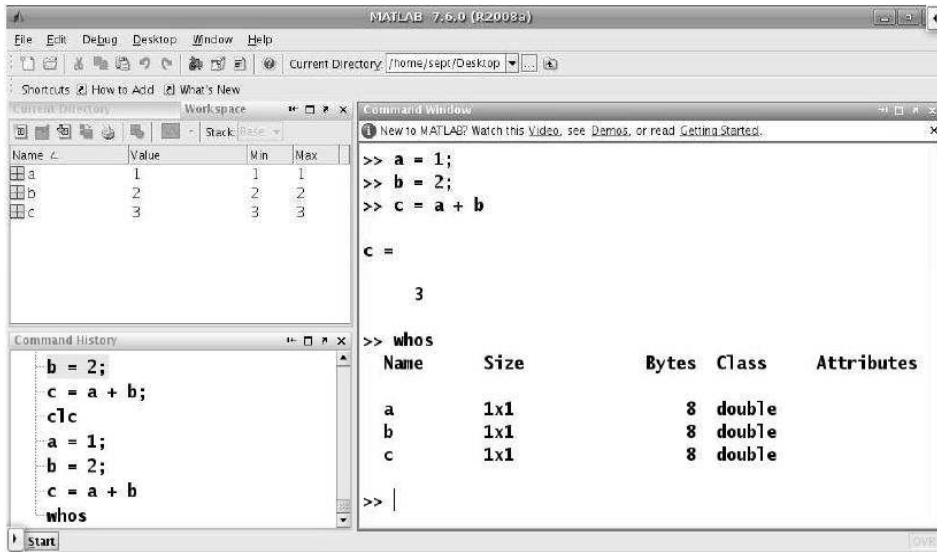 MATLAB 7.6.0 (R2008a)
File Edit Debug Desktop Window Help
Current Directory: /home/sept/Desktop ...
Shortcuts How to Add What's New
Current Directory Workspace
Stack: Base
Name Value Min Max
a 1 1 1
b 2 2 2
c 3 3 3
Command History
b = 2;
c = a + b;
clc
a = 1;
b = 2;
c = a + b
whos
Command Window
New to MATLAB? Watch this Video, see Demos, or read Getting Started.
>> a = 1;
>> b = 2;
>> c = a + b
c =
3
>> whos
Name Size Bytes Class Attributes
a 1x1 8 double
b 1x1 8 double
c 1x1 8 double
>>
Start
OVR